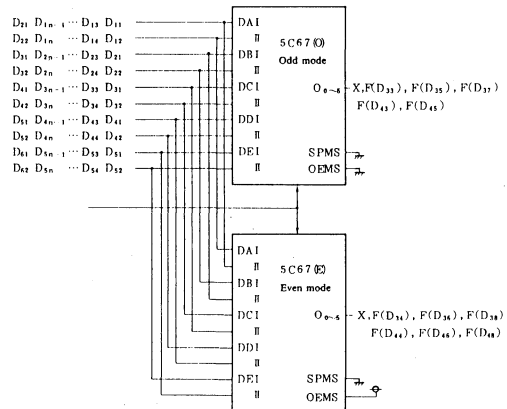 D₂₁ D₁ₙ₋₁ ⋯ D₁₃ D₁₁
D₂₂ D₁ₙ ⋯ D₁₄ D₁₂
D₃₁ D₂ₙ₋₁ ⋯ D₂₃ D₂₁
D₃₂ D₂ₙ ⋯ D₂₄ D₂₂
D₄₁ D₃ₙ₋₁ ⋯ D₃₃ D₃₁
D₄₂ D₃ₙ ⋯ D₃₄ D₃₂
D₅₁ D₄ₙ₋₁ ⋯ D₄₃ D₄₁
D₅₂ D₄ₙ ⋯ D₄₄ D₄₂
D₆₁ D₅ₙ₋₁ ⋯ D₅₃ D₅₁
D₆₂ D₅ₙ ⋯ D₅₄ D₅₂
DAI
II
DBI
II
DCI
II
DDI
II
DEI
II
5C67(O)
Odd mode
O₀~₅
SPMS
OEMS
X,F(D₃₃), F(D₃₅), F(D₃₇)
F(D₄₃), F(D₄₅)
DAI
II
DBI
II
DCI
II
DDI
II
DEI
II
5C67(E)
Even mode
O₀~₅
SPMS
OEMS
X,F(D₃₄), F(D₃₆), F(D₃₈)
F(D₄₄), F(D₄₆), F(D₄₈)